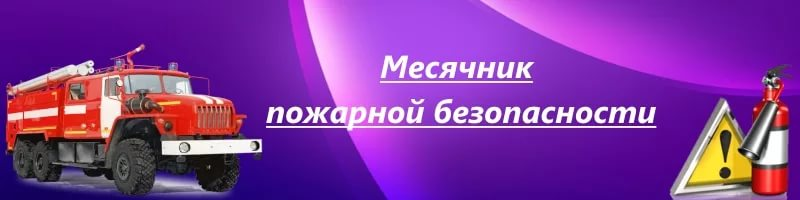 Месячник
пожарной безопасности